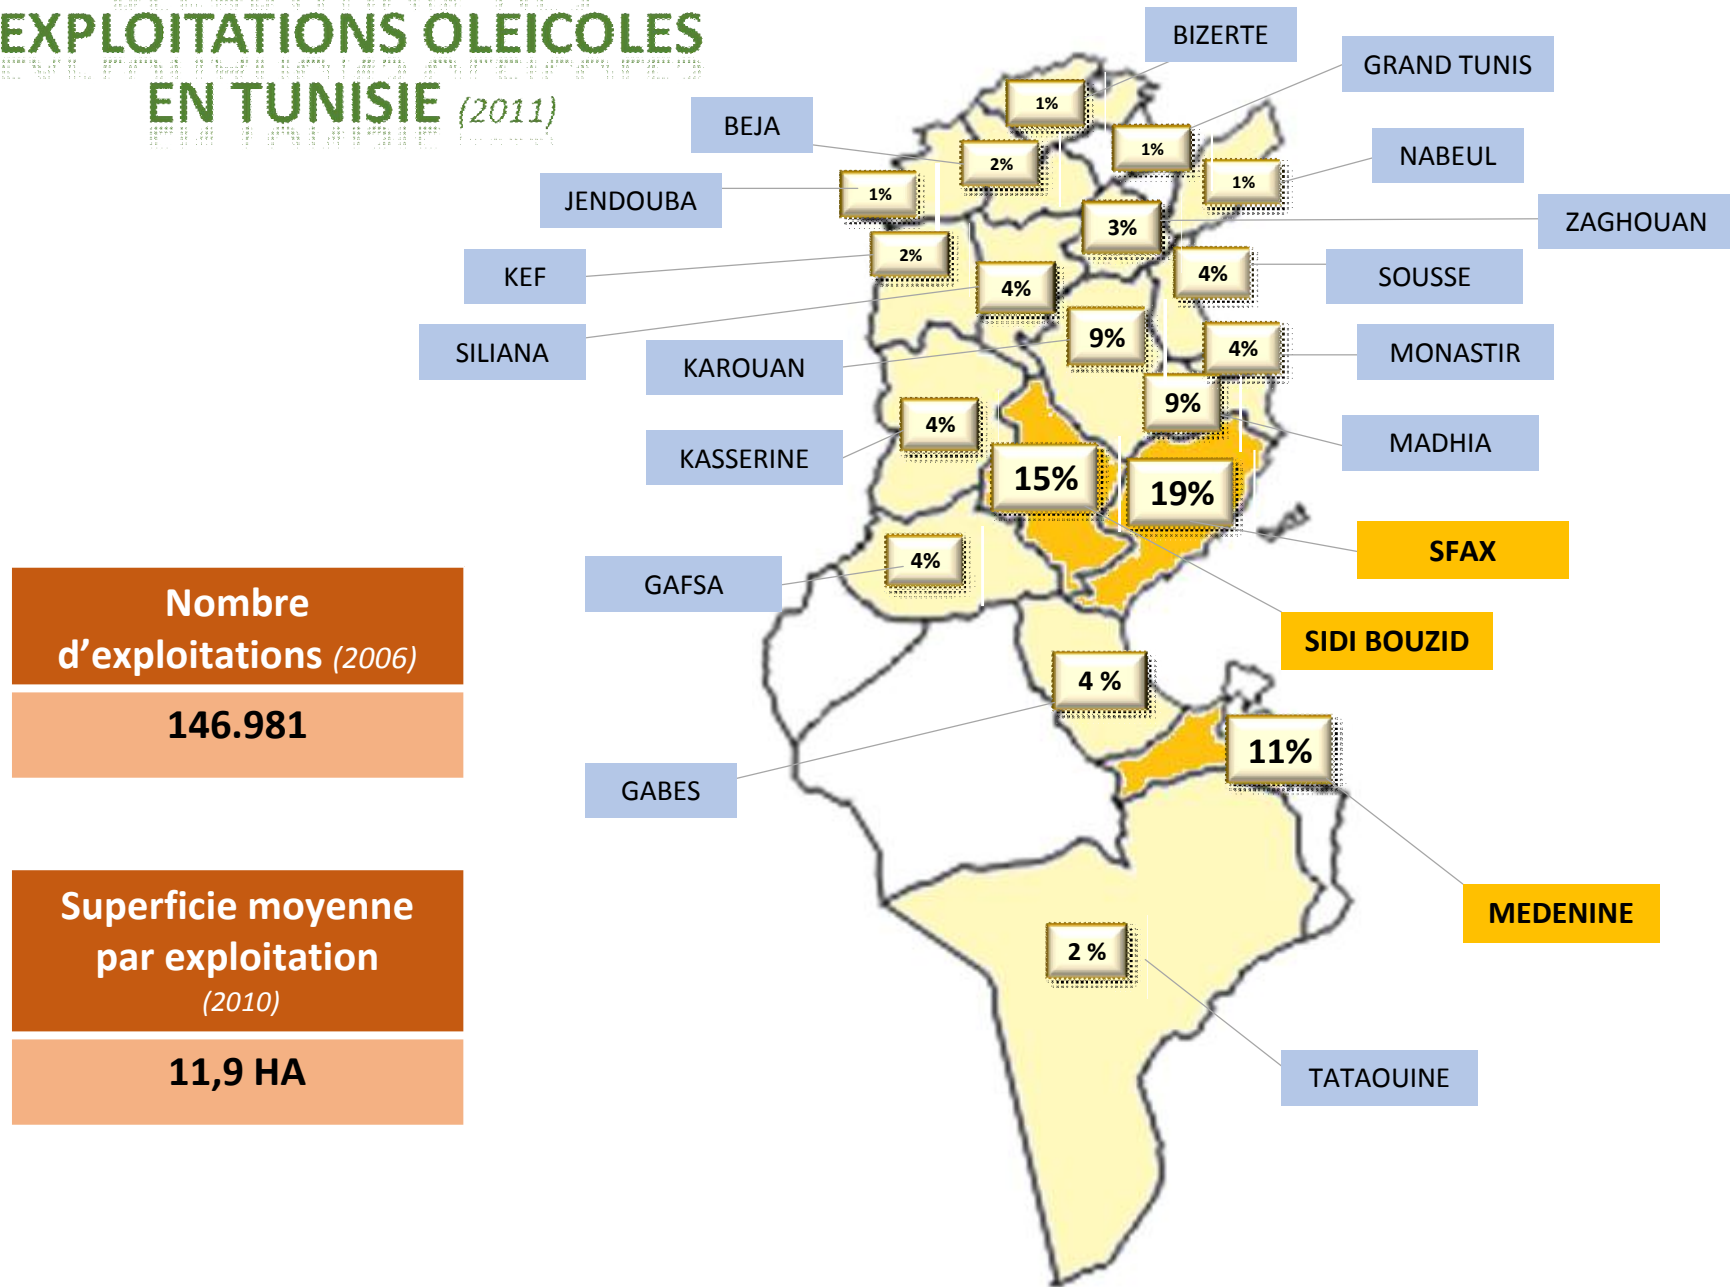 EXPLOITATIONS OLEICOLES
EN TUNISIE (2011)
BIZERTE
GRAND TUNIS
BEJA
NABEUL
JENDOUBA
ZAGHOUAN
KEF
SOUSSE
SILIANA
KAROUAN
MONASTIR
KASSERINE
MADHIA
SFAX
GAFSA
SIDI BOUZID
GABES
MEDENINE
TATAOUINE
1%
1%
2%
1%
1%
3%
2%
4%
4%
9%
4%
9%
4%
15%
19%
4%
4 %
11%
2 %
Nombre
d'exploitations (2006)
146.981
Superficie moyenne
par exploitation
(2010)
11,9 HA